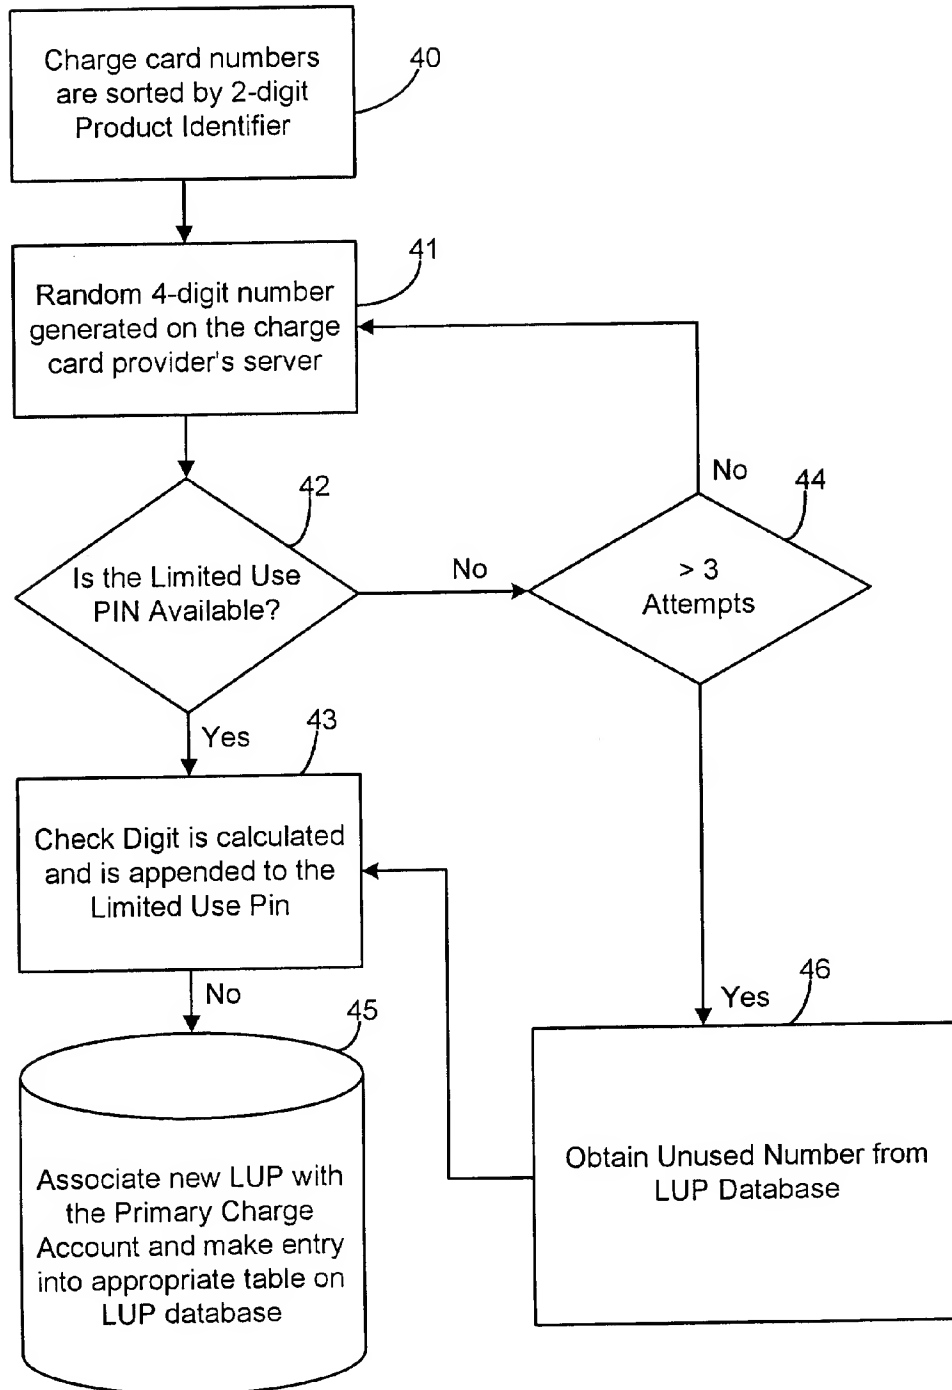 Charge card numbers
are sorted by 2-digit
Product Identifier
40
Random 4-digit number
generated on the charge
card provider's server
41
Is the Limited Use
PIN Available?
42
No
> 3
Attempts
44
No
Yes
Check Digit is calculated
and is appended to the
Limited Use Pin
43
No
Yes
46
Obtain Unused Number from
LUP Database
45
Associate new LUP with
the Primary Charge
Account and make entry
into appropriate table on
LUP database